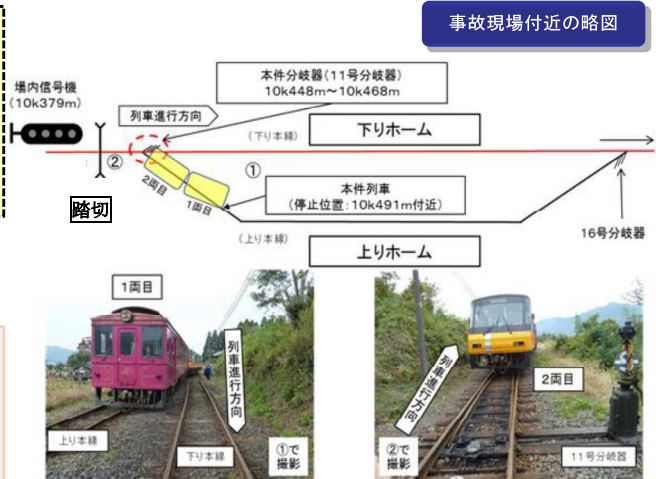 事故現場付近の略図
場内信号機
(10k379m)
本件分岐器(11号分岐器)
10k448m～10k468m
列車進行方向
(下り本線)
下りホーム
②
①
2両目
1両目
本件列車
(停止位置：10k491m付近)
踏切
(上り本線)
上りホーム
16号分岐器
1両目
列車進行方向
上り本線
下り本線
①で
撮影
列車進行方向
2両目
②で
撮影
11号分岐器